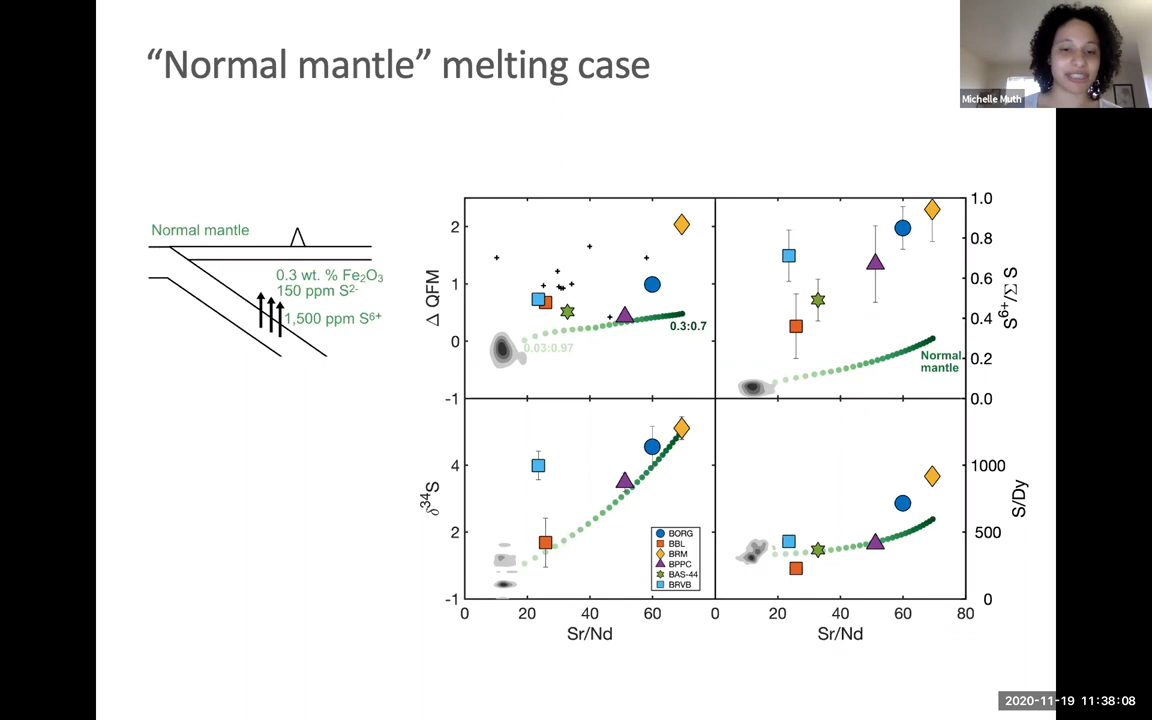 “Normal mantle” melting case
Michelle Muth
Normal mantle
0.3 wt. % Fe₂O₃
150 ppm S²⁻
1,500 ppm S⁶⁺
Δ QFM
2
1
0
-1
0.03:0.97
0.3:0.7
1.0
0.8
0.6
0.4
0.2
0.0
S⁶⁺/Σ S
Normal
mantle
δ³⁴S
4
2
-1
BORG
BBL
BRM
BPPC
BAS-44
BRVB
1000
500
0
S/Dy
0 20 40 60 0 20 40 60 80
Sr/Nd Sr/Nd
2020-11-19 11:38:08